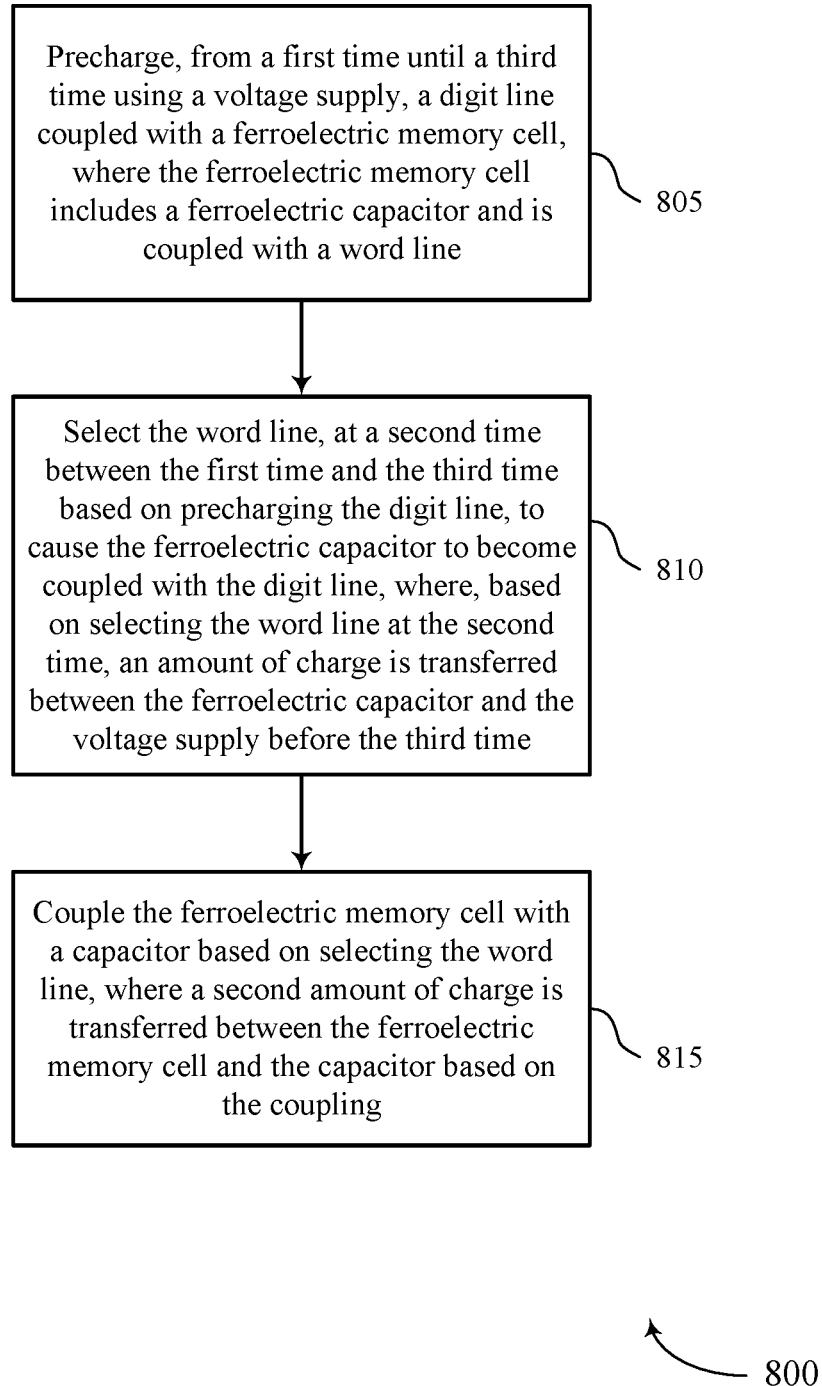 Precharge, from a first time until a third
time using a voltage supply, a digit line
coupled with a ferroelectric memory cell,
where the ferroelectric memory cell
includes a ferroelectric capacitor and is
coupled with a word line
805
Select the word line, at a second time
between the first time and the third time
based on precharging the digit line, to
cause the ferroelectric capacitor to become
coupled with the digit line, where, based
on selecting the word line at the second
time, an amount of charge is transferred
between the ferroelectric capacitor and the
voltage supply before the third time
810
Couple the ferroelectric memory cell with
a capacitor based on selecting the word
line, where a second amount of charge is
transferred between the ferroelectric
memory cell and the capacitor based on
the coupling
815
800